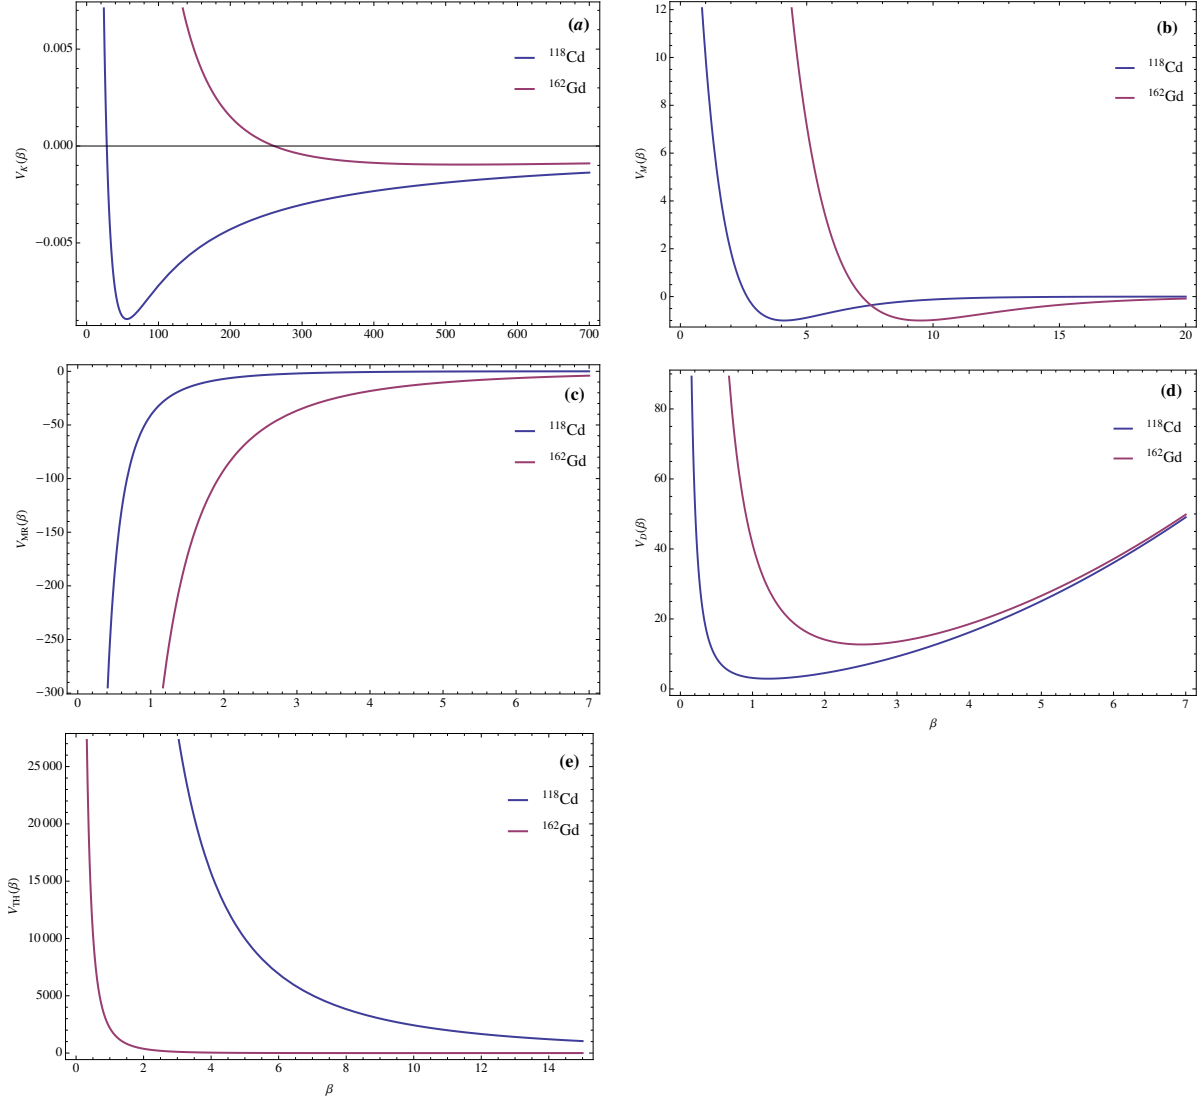 (a)
¹¹⁸Cd
¹⁶²Gd
0.005
0.000
−0.005
V_K(β)
0 100 200 300 400 500 600 700
(b)
¹¹⁸Cd
¹⁶²Gd
12
10
8
6
4
2
0
V_M(β)
0 5 10 15 20
(c)
¹¹⁸Cd
¹⁶²Gd
0
−50
−100
−150
−200
−250
−300
V_MR(β)
0 1 2 3 4 5 6 7
(d)
¹¹⁸Cd
¹⁶²Gd
80
60
40
20
0
V_D(β)
0 1 2 3 4 5 6 7
β
(e)
¹¹⁸Cd
¹⁶²Gd
25 000
20 000
15 000
10 000
5000
0
V_TH(β)
0 2 4 6 8 10 12 14
β